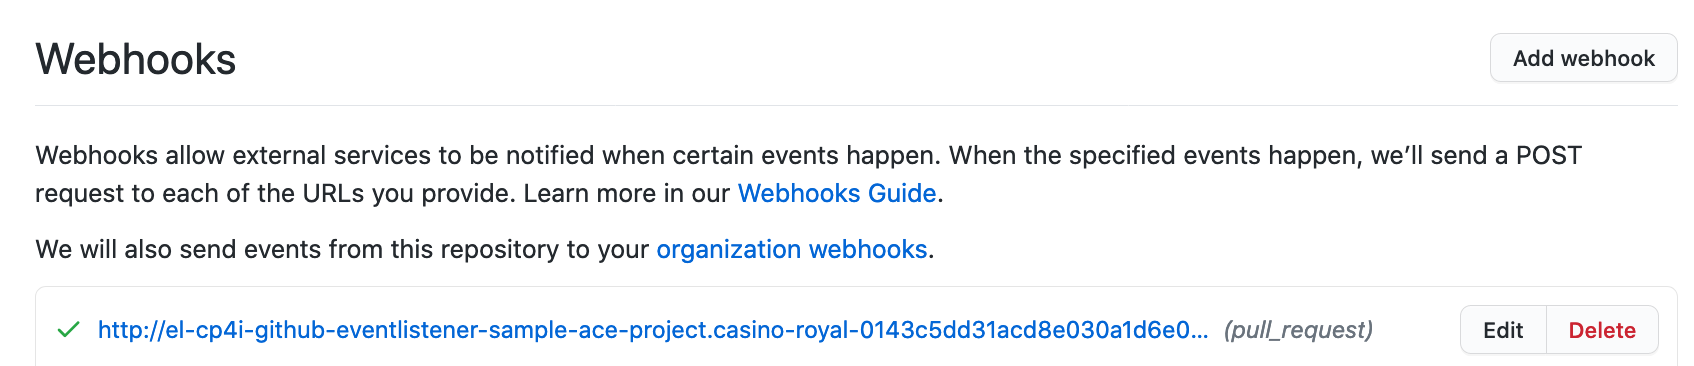 Webhooks
Add webhook
Webhooks allow external services to be notified when certain events happen. When the specified events happen, we’ll send a POST
request to each of the URLs you provide. Learn more in our Webhooks Guide.
We will also send events from this repository to your organization webhooks.
http://el-cp4i-github-eventlistener-sample-ace-project.casino-royal-0143c5dd31acd8e030a1d6e0... (pull_request)
Edit
Delete